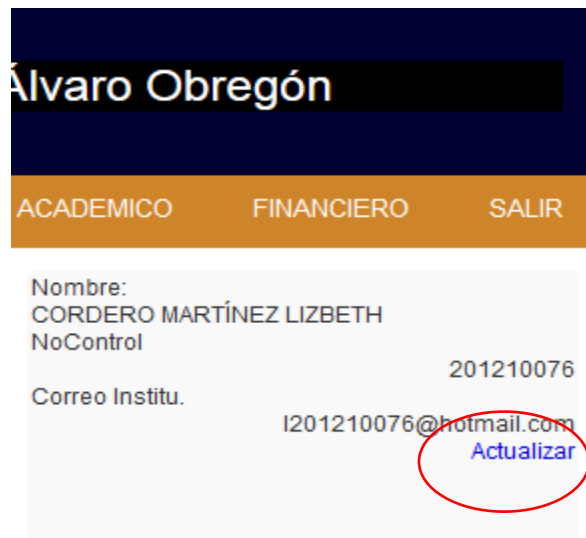 Álvaro Obregón
ACADEMICO FINANCIERO SALIR
Nombre:
CORDERO MARTÍNEZ LIZBETH
NoControl
201210076
Correo Institu.
l201210076@hotmail.com
Actualizar